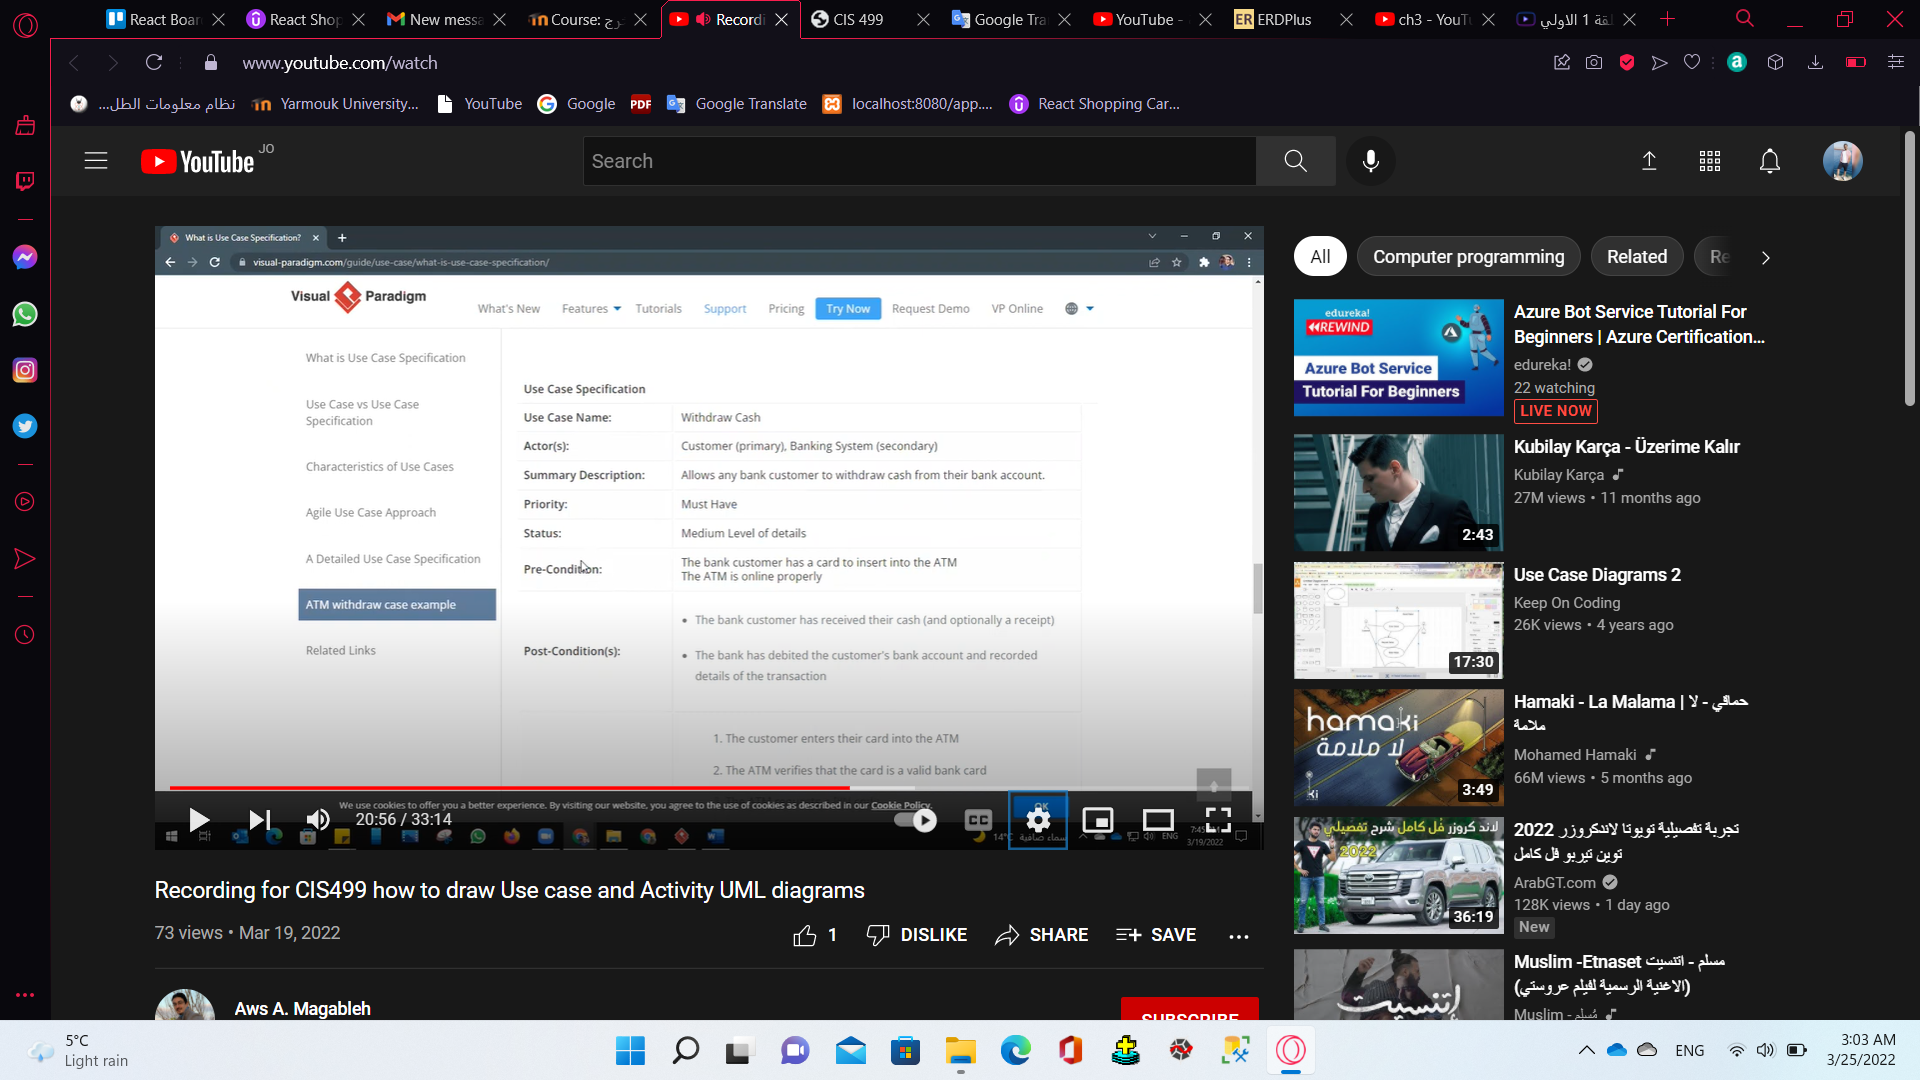 React Boar
React Shop
New messa
Course: خرج
Recordi
CIS 499
Google Tra
YouTube -
ERDPlus
ch3 - YouTu
لقة 1 الاولي
www.youtube.com/watch
نظام معلومات الطل...
Yarmouk University...
YouTube
Google
PDF
Google Translate
localhost:8080/app....
React Shopping Car...
YouTube JO
Search
What is Use Case Specification?
visual-paradigm.com/guide/use-case/what-is-use-case-specification/
Visual Paradigm
What's New
Features
Tutorials
Support
Pricing
Try Now
Request Demo
VP Online
What is Use Case Specification
Use Case vs Use Case
Specification
Characteristics of Use Cases
Agile Use Case Approach
A Detailed Use Case Specification
ATM withdraw case example
Related Links
Use Case Specification
Use Case Name: Withdraw Cash
Actor(s): Customer (primary), Banking System (secondary)
Summary Description: Allows any bank customer to withdraw cash from their bank account.
Priority: Must Have
Status: Medium Level of details
Pre-Condition: The bank customer has a card to insert into the ATM
The ATM is online properly
Post-Condition(s):
• The bank customer has received their cash (and optionally a receipt)
• The bank has debited the customer's bank account and recorded
details of the transaction
1. The customer enters their card into the ATM
2. The ATM verifies that the card is a valid bank card
We use cookies to offer you a better experience. By visiting our website, you agree to the use of cookies as described in our Cookie Policy.
OK
20:56 / 33:14
CC
14°C
سماء صافية
ENG
3/19/2022
Recording for CIS499 how to draw Use case and Activity UML diagrams
73 views • Mar 19, 2022
1
DISLIKE
SHARE
SAVE
Aws A. Magableh
SUBSCRIBE
All
Computer programming
Related
Re
edureka!
REWIND
Azure Bot Service
Tutorial For Beginners
Azure Bot Service Tutorial For
Beginners | Azure Certification...
edureka!
22 watching
LIVE NOW
2:43
Kubilay Karça - Üzerime Kalır
Kubilay Karça
27M views • 11 months ago
17:30
Use Case Diagrams 2
Keep On Coding
26K views • 4 years ago
hamaki
لا ملامة
3:49
Hamaki - La Malama | حماقي - لا
ملامة
Mohamed Hamaki
66M views • 5 months ago
لاند كروزر فل كامل شرح تفصيلي
2022
36:19
تجربة تفصيلية تويوتا لاندكروزر 2022
توين تيربو فل كامل
ArabGT.com
128K views • 1 day ago
New
إتنسيت
Muslim -Etnaset مسلم - اتنسيت
(الاغنية الرسمية لفيلم عروستي)
Muslim - مُسلِم
5°C
Light rain
ENG
3:03 AM
3/25/2022